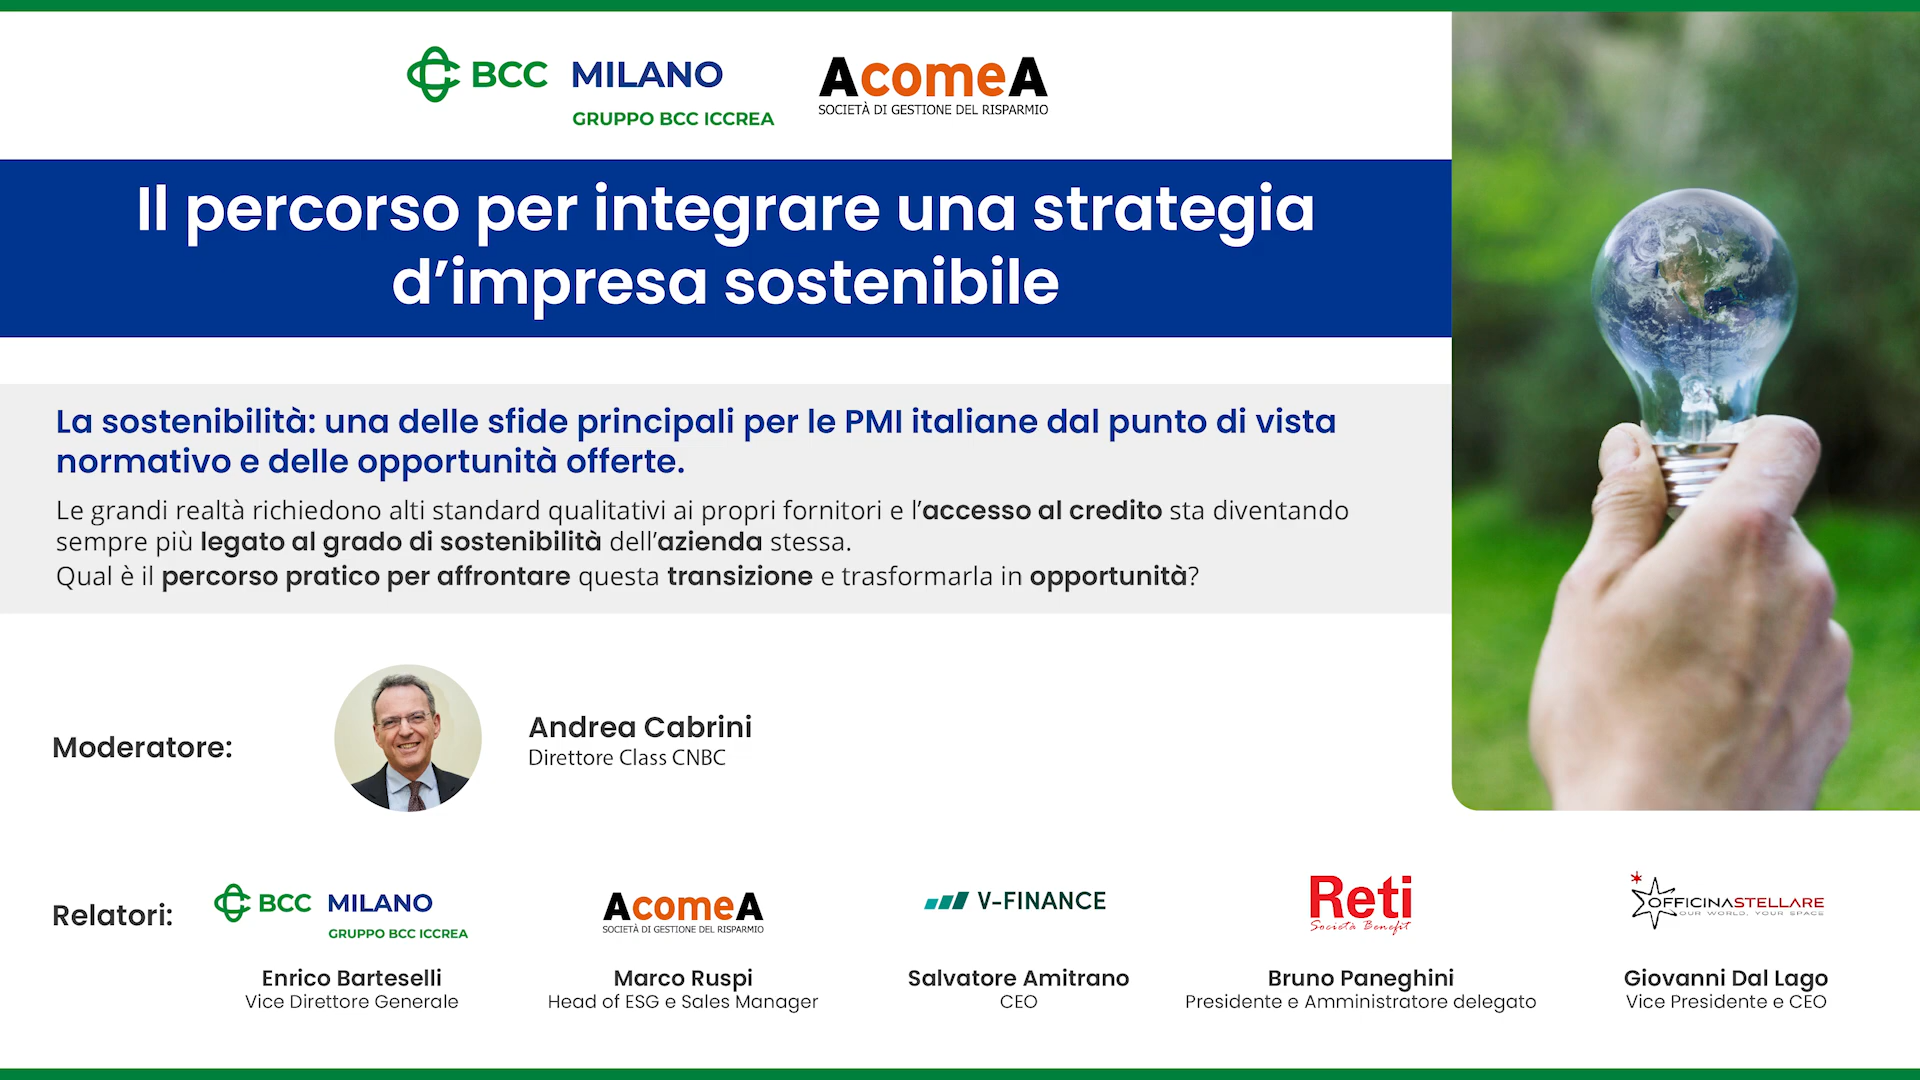 BCC MILANO
GRUPPO BCC ICCREA
AcomeA
SOCIETÀ DI GESTIONE DEL RISPARMIO
Il percorso per integrare una strategia
d’impresa sostenibile
La sostenibilità: una delle sfide principali per le PMI italiane dal punto di vista
normativo e delle opportunità offerte.
Le grandi realtà richiedono alti standard qualitativi ai propri fornitori e l’accesso al credito sta diventando
sempre più legato al grado di sostenibilità dell’azienda stessa.
Qual è il percorso pratico per affrontare questa transizione e trasformarla in opportunità?
Moderatore:
Andrea Cabrini
Direttore Class CNBC
Relatori:
BCC MILANO
GRUPPO BCC ICCREA
Enrico Barteselli
Vice Direttore Generale
AcomeA
SOCIETÀ DI GESTIONE DEL RISPARMIO
Marco Ruspi
Head of ESG e Sales Manager
V-FINANCE
Salvatore Amitrano
CEO
Reti
Società Benefit
Bruno Paneghini
Presidente e Amministratore delegato
OFFICINASTELLARE
OUR WORLD, YOUR SPACE
Giovanni Dal Lago
Vice Presidente e CEO